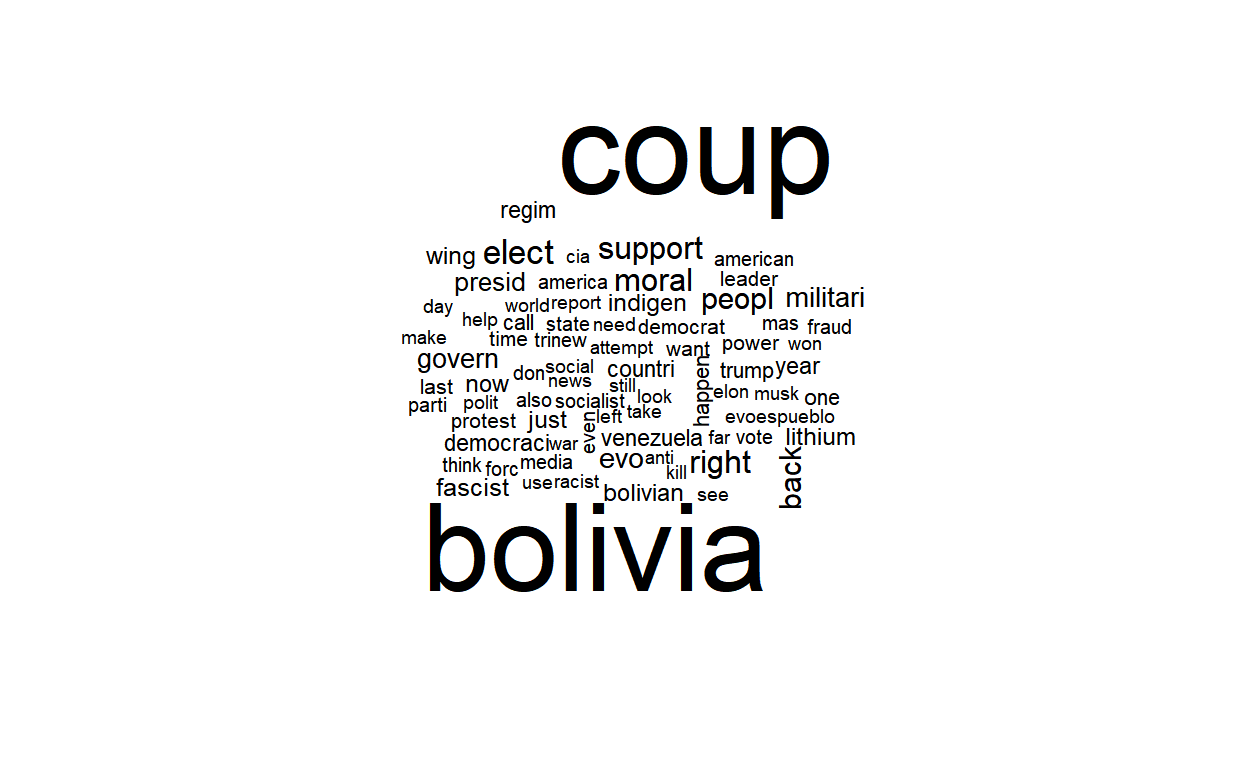 coup
regim
wing elect cia support american
presid america moral leader
day world report indigen peopl militari
help call state need democrat mas fraud
make time trinew attempt want power won
govern don social countri happen trump year
last now news still elon musk one
parti polit also socialist look
protest just even left take evoespueblo
democraci war venezuela far vote lithium
think forc media evo anti kill right back
fascist use racist bolivian see
bolivia